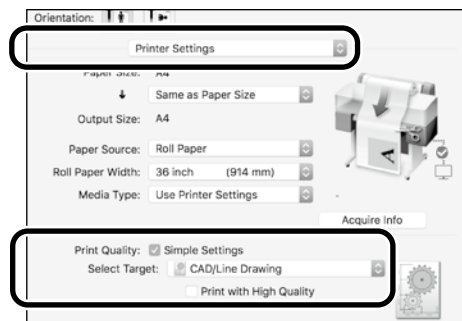 Orientation:
Printer Settings
Paper Size: A4
Same as Paper Size
Output Size: A4
Paper Source: Roll Paper
Roll Paper Width: 36 inch (914 mm)
Media Type: Use Printer Settings
-
Acquire Info
Print Quality: Simple Settings
Select Target: CAD/Line Drawing
Print with High Quality